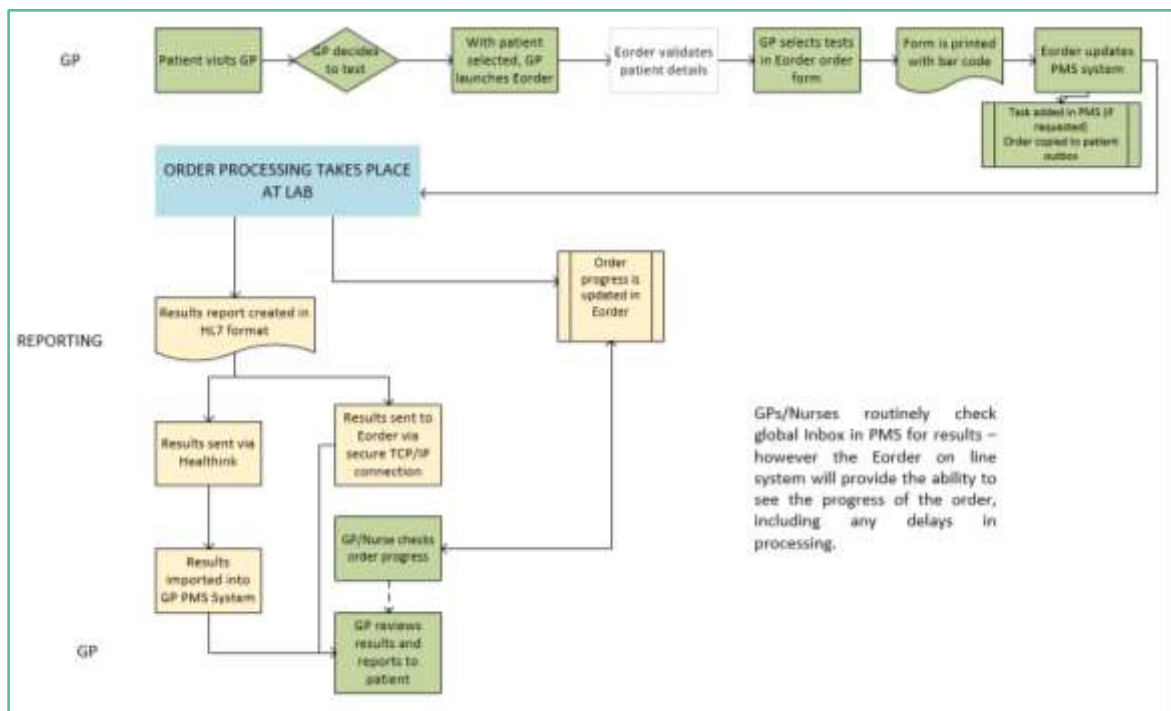 GP
Patient visits GP
GP decides
to test
With patient
selected, GP
launches Eorder
Eorder validates
patient details
GP selects tests
in Eorder order
form
Form is printed
with bar code
Eorder updates
PMS system
Task added in PMS (if
requested)
Order copied to patient
outbox
ORDER PROCESSING TAKES PLACE
AT LAB
Order
progress is
updated in
Eorder
Results report created in
HL7 format
REPORTING
Results sent via
Healthlink
Results sent to
Eorder via
secure TCP/IP
connection
GPs/Nurses routinely check
global Inbox in PMS for results –
however the Eorder on line
system will provide the ability to
see the progress of the order,
including any delays in
processing.
GP/Nurse checks
order progress
Results
imported into
GP PMS System
GP
GP reviews
results and
reports to
patient